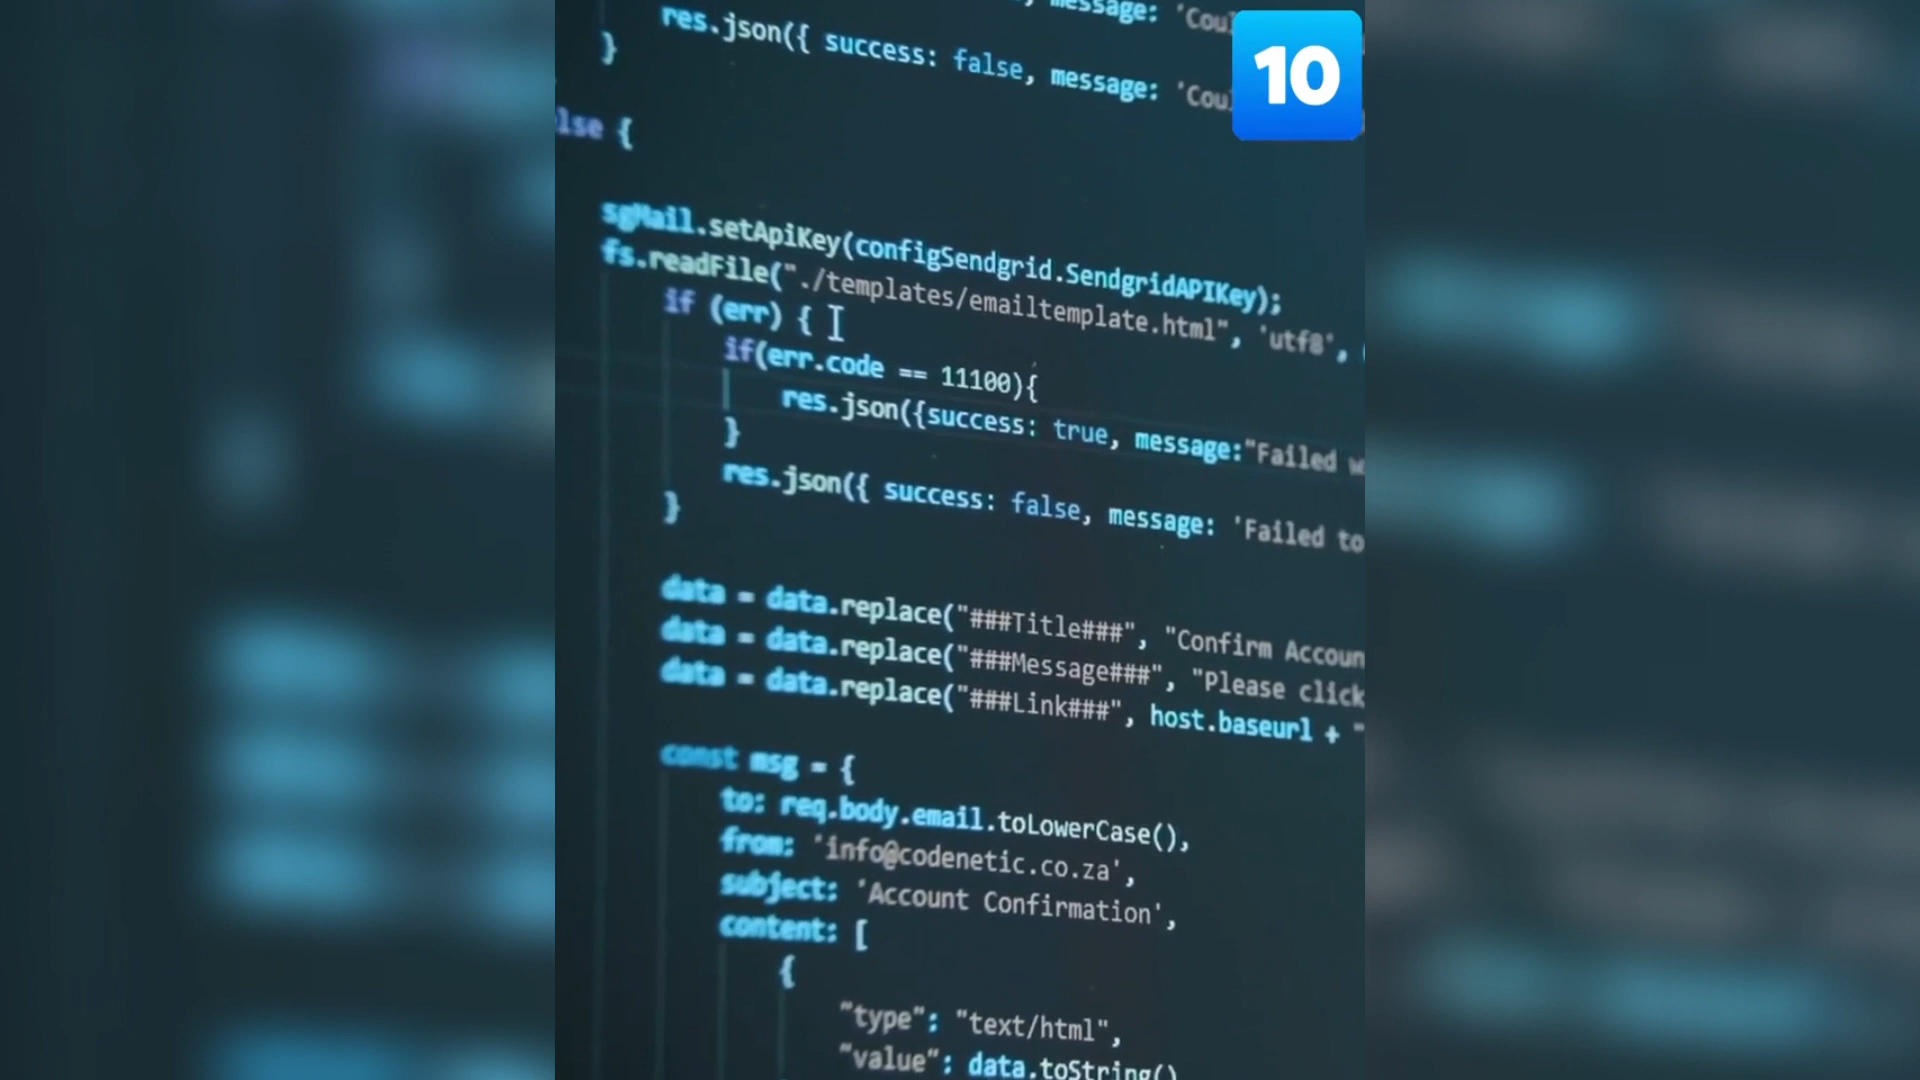 message: 'Coul
res.json({ success: false, message: 'Coul
}
lse {
10
sgMail.setApiKey(configSendgrid.SendgridAPIKey);
fs.readFile("./templates/emailtemplate.html", 'utf8',
if (err) {
if(err.code == 11100){
res.json({success: true, message:"Failed w
}
res.json({ success: false, message: 'Failed to
}
data = data.replace("###Title###", "Confirm Accoun
data = data.replace("###Message###", "Please click
data = data.replace("###Link###", host.baseurl + "
const msg = {
to: req.body.email.toLowerCase(),
from: 'info@codenetic.co.za',
subject: 'Account Confirmation',
content: [
{
"type": "text/html",
"value": data.toString()